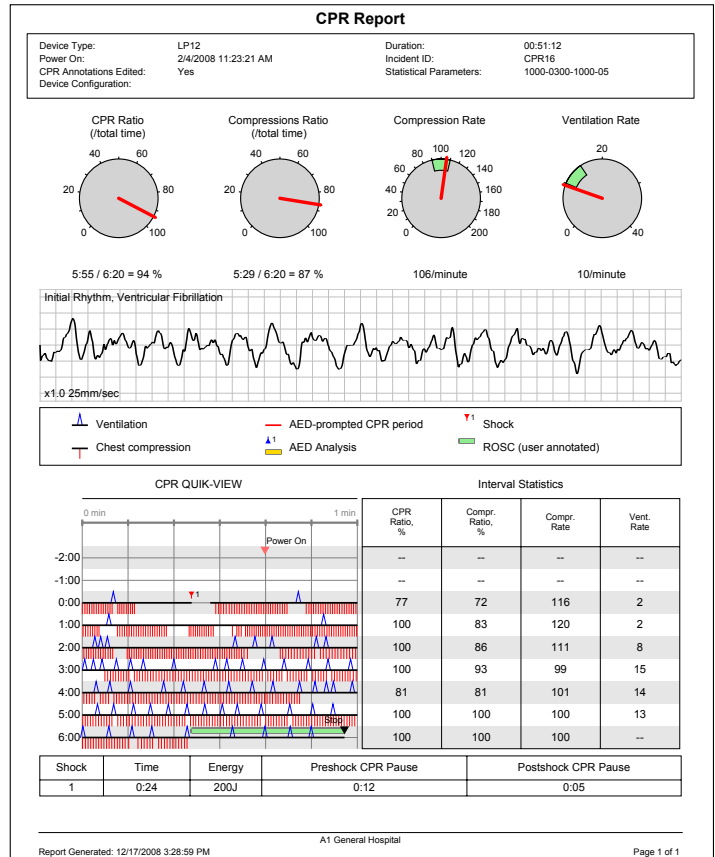 CPR Report
Device Type: LP12 Duration: 00:51:12
Power On: 2/4/2008 11:23:21 AM Incident ID: CPR16
CPR Annotations Edited: Yes Statistical Parameters: 1000-0300-1000-05
Device Configuration:
CPR Ratio Compressions Ratio Compression Rate Ventilation Rate
(/total time) (/total time)
0 20 40 60 80 100
0 20 40 60 80 100
0 20 40 60 80 100 120 140 160 180 200
0 20 40
5:55 / 6:20 = 94 % 5:29 / 6:20 = 87 % 106/minute 10/minute
Initial Rhythm, Ventricular Fibrillation
x1.0 25mm/sec
Ventilation AED-prompted CPR period 1 Shock
Chest compression 1 AED Analysis ROSC (user annotated)
CPR QUIK-VIEW Interval Statistics
0 min 1 min
CPR Ratio, % Compr. Ratio, % Compr. Rate Vent. Rate
Power On
-2:00 -- -- -- --
-1:00 -- -- -- --
0:00 1 77 72 116 2
1:00 100 83 120 2
2:00 100 86 111 8
3:00 100 93 99 15
4:00 81 81 101 14
5:00 100 100 100 13
Stop
6:00 100 100 100 --
Shock Time Energy Preshock CPR Pause Postshock CPR Pause
1 0:24 200J 0:12 0:05
A1 General Hospital
Report Generated: 12/17/2008 3:28:59 PM Page 1 of 1